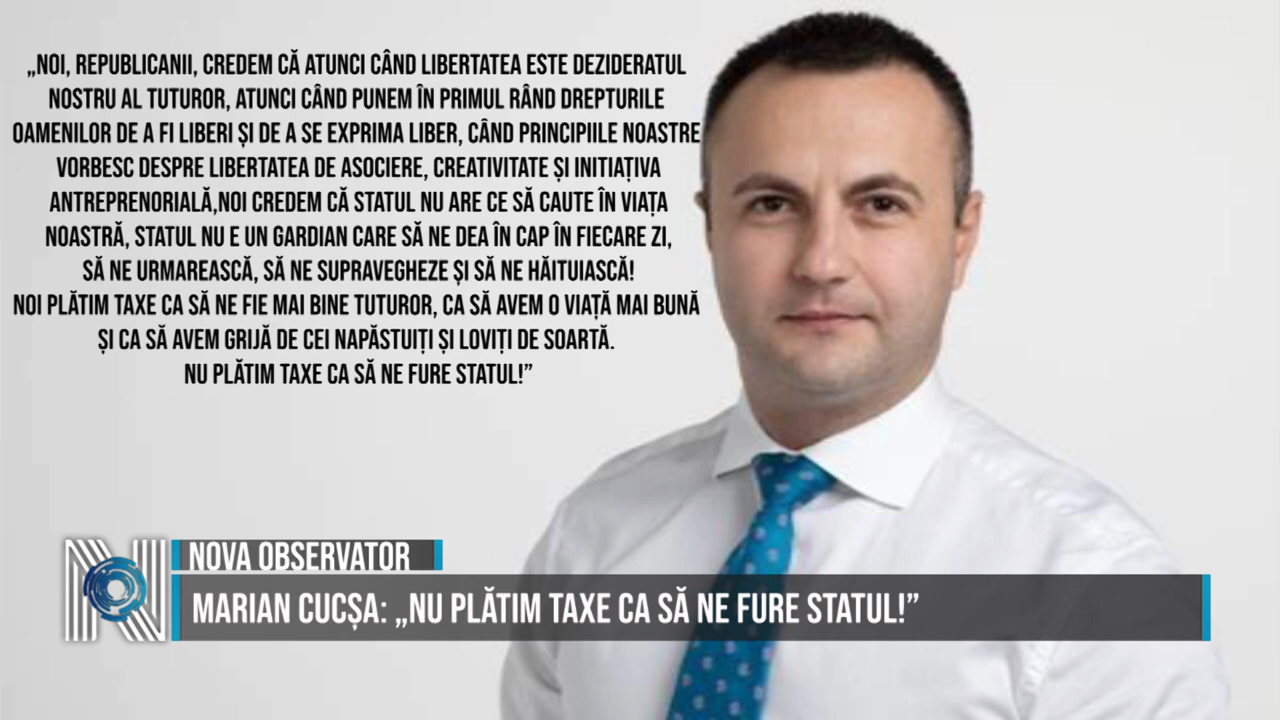 „NOI, REPUBLICANII, CREDEM CĂ ATUNCI CÂND LIBERTATEA ESTE DEZIDERATUL
NOSTRU AL TUTUROR, ATUNCI CÂND PUNEM ÎN PRIMUL RÂND DREPTURILE
OAMENILOR DE A FI LIBERI ȘI DE A SE EXPRIMA LIBER, CÂND PRINCIPIILE NOASTRE
VORBESC DESPRE LIBERTATEA DE ASOCIERE, CREATIVITATE ȘI INITIAȚIVA
ANTREPRENORIALĂ,NOI CREDEM CĂ STATUL NU ARE CE SĂ CAUTE ÎN VIAȚA
NOASTRĂ, STATUL NU E UN GARDIAN CARE SĂ NE DEA ÎN CAP ÎN FIECARE ZI,
SĂ NE URMAREASCĂ, SĂ NE SUPRAVEGHEZE ȘI SĂ NE HĂITUIASCĂ!
NOI PLĂTIM TAXE CA SĂ NE FIE MAI BINE TUTUROR, CA SĂ AVEM O VIAȚĂ MAI BUNĂ
ȘI CA SĂ AVEM GRIJĂ DE CEI NAPĂSTUIȚI ȘI LOVIȚI DE SOARTĂ.
NU PLĂTIM TAXE CA SĂ NE FURE STATUL!”
NOVA OBSERVATOR
MARIAN CUCȘA: „NU PLĂTIM TAXE CA SĂ NE FURE STATUL!”